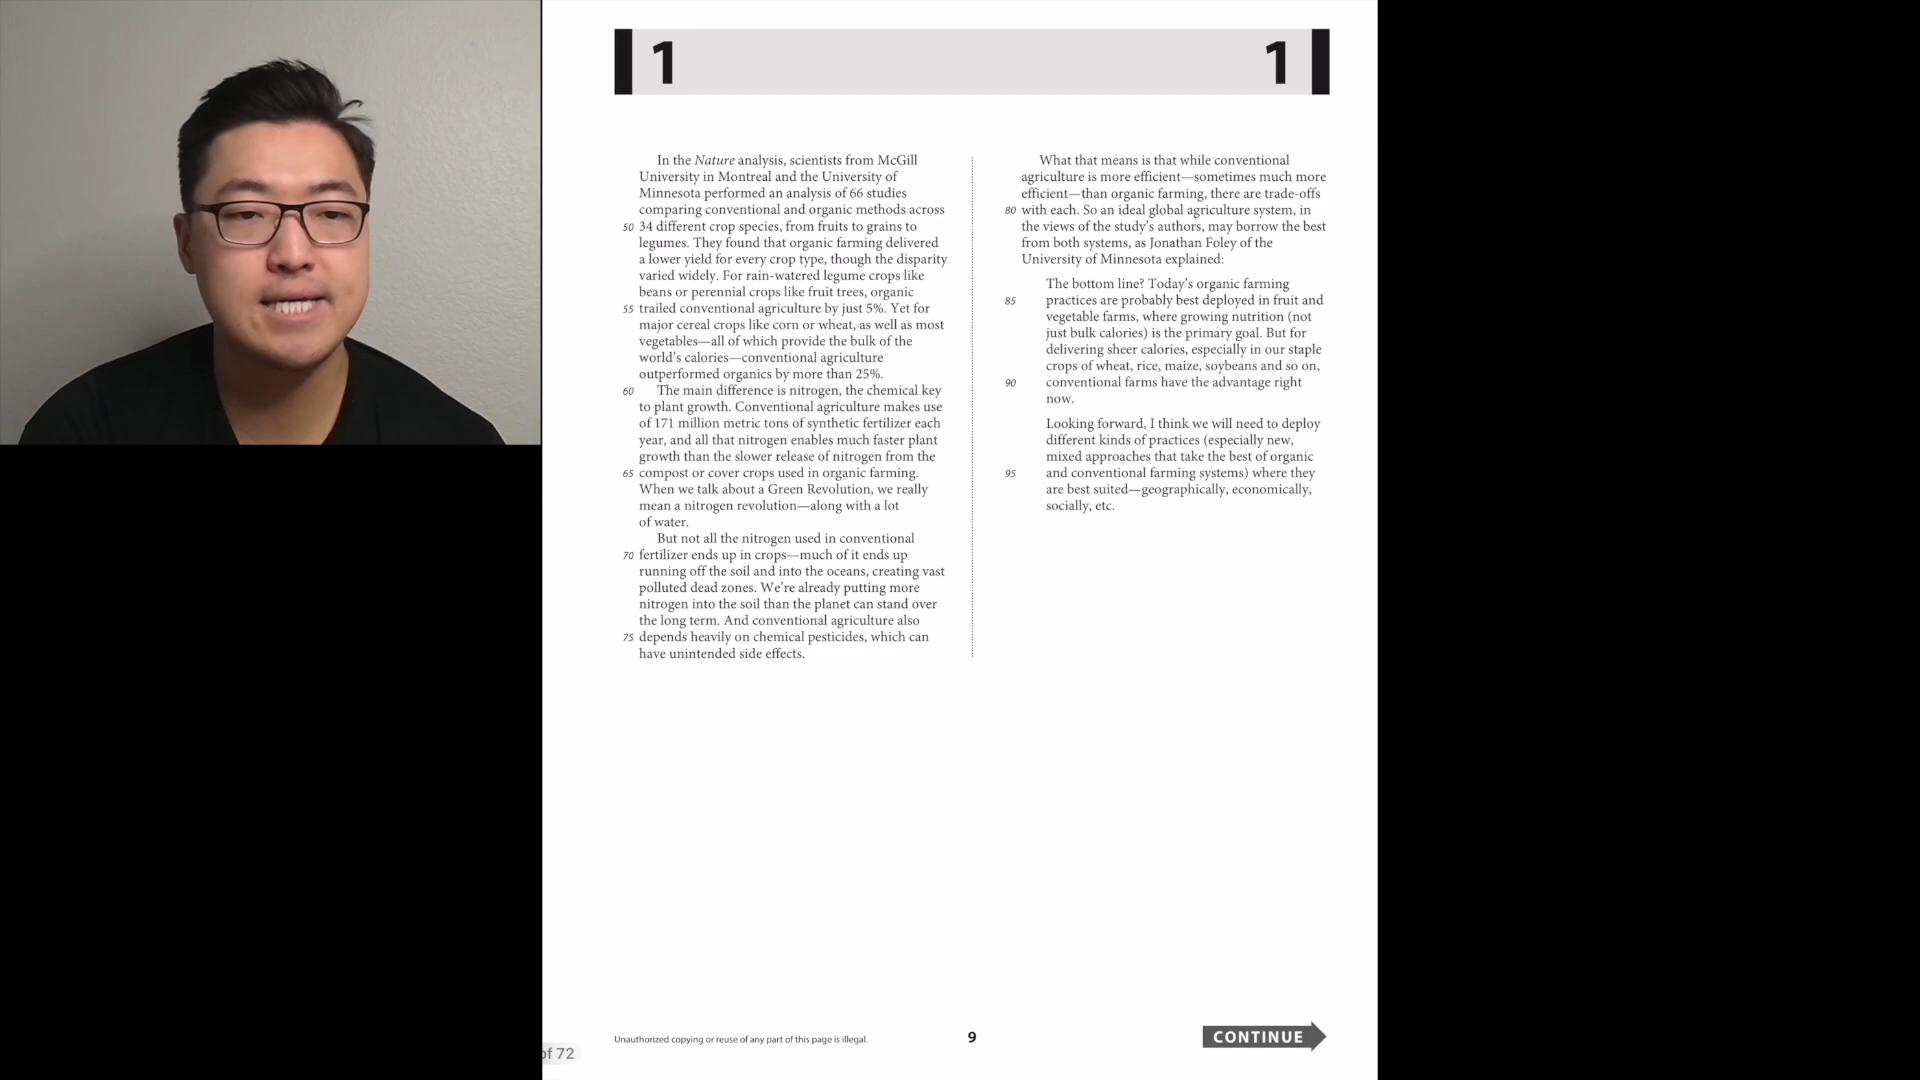 1
1
In the Nature analysis, scientists from McGill
University in Montreal and the University of
Minnesota performed an analysis of 66 studies
comparing conventional and organic methods across
50 34 different crop species, from fruits to grains to
legumes. They found that organic farming delivered
a lower yield for every crop type, though the disparity
varied widely. For rain-watered legume crops like
beans or perennial crops like fruit trees, organic
55 trailed conventional agriculture by just 5%. Yet for
major cereal crops like corn or wheat, as well as most
vegetables—all of which provide the bulk of the
world's calories—conventional agriculture
outperformed organics by more than 25%.
60 The main difference is nitrogen, the chemical key
to plant growth. Conventional agriculture makes use
of 171 million metric tons of synthetic fertilizer each
year, and all that nitrogen enables much faster plant
growth than the slower release of nitrogen from the
65 compost or cover crops used in organic farming.
When we talk about a Green Revolution, we really
mean a nitrogen revolution—along with a lot
of water.
But not all the nitrogen used in conventional
70 fertilizer ends up in crops—much of it ends up
running off the soil and into the oceans, creating vast
polluted dead zones. We're already putting more
nitrogen into the soil than the planet can stand over
the long term. And conventional agriculture also
75 depends heavily on chemical pesticides, which can
have unintended side effects.
What that means is that while conventional
agriculture is more efficient—sometimes much more
efficient—than organic farming, there are trade-offs
80 with each. So an ideal global agriculture system, in
the views of the study's authors, may borrow the best
from both systems, as Jonathan Foley of the
University of Minnesota explained:
The bottom line? Today's organic farming
85 practices are probably best deployed in fruit and
vegetable farms, where growing nutrition (not
just bulk calories) is the primary goal. But for
delivering sheer calories, especially in our staple
crops of wheat, rice, maize, soybeans and so on,
90 conventional farms have the advantage right
now.
Looking forward, I think we will need to deploy
different kinds of practices (especially new,
mixed approaches that take the best of organic
95 and conventional farming systems) where they
are best suited—geographically, economically,
socially, etc.
Unauthorized copying or reuse of any part of this page is illegal.
9
CONTINUE
of 72